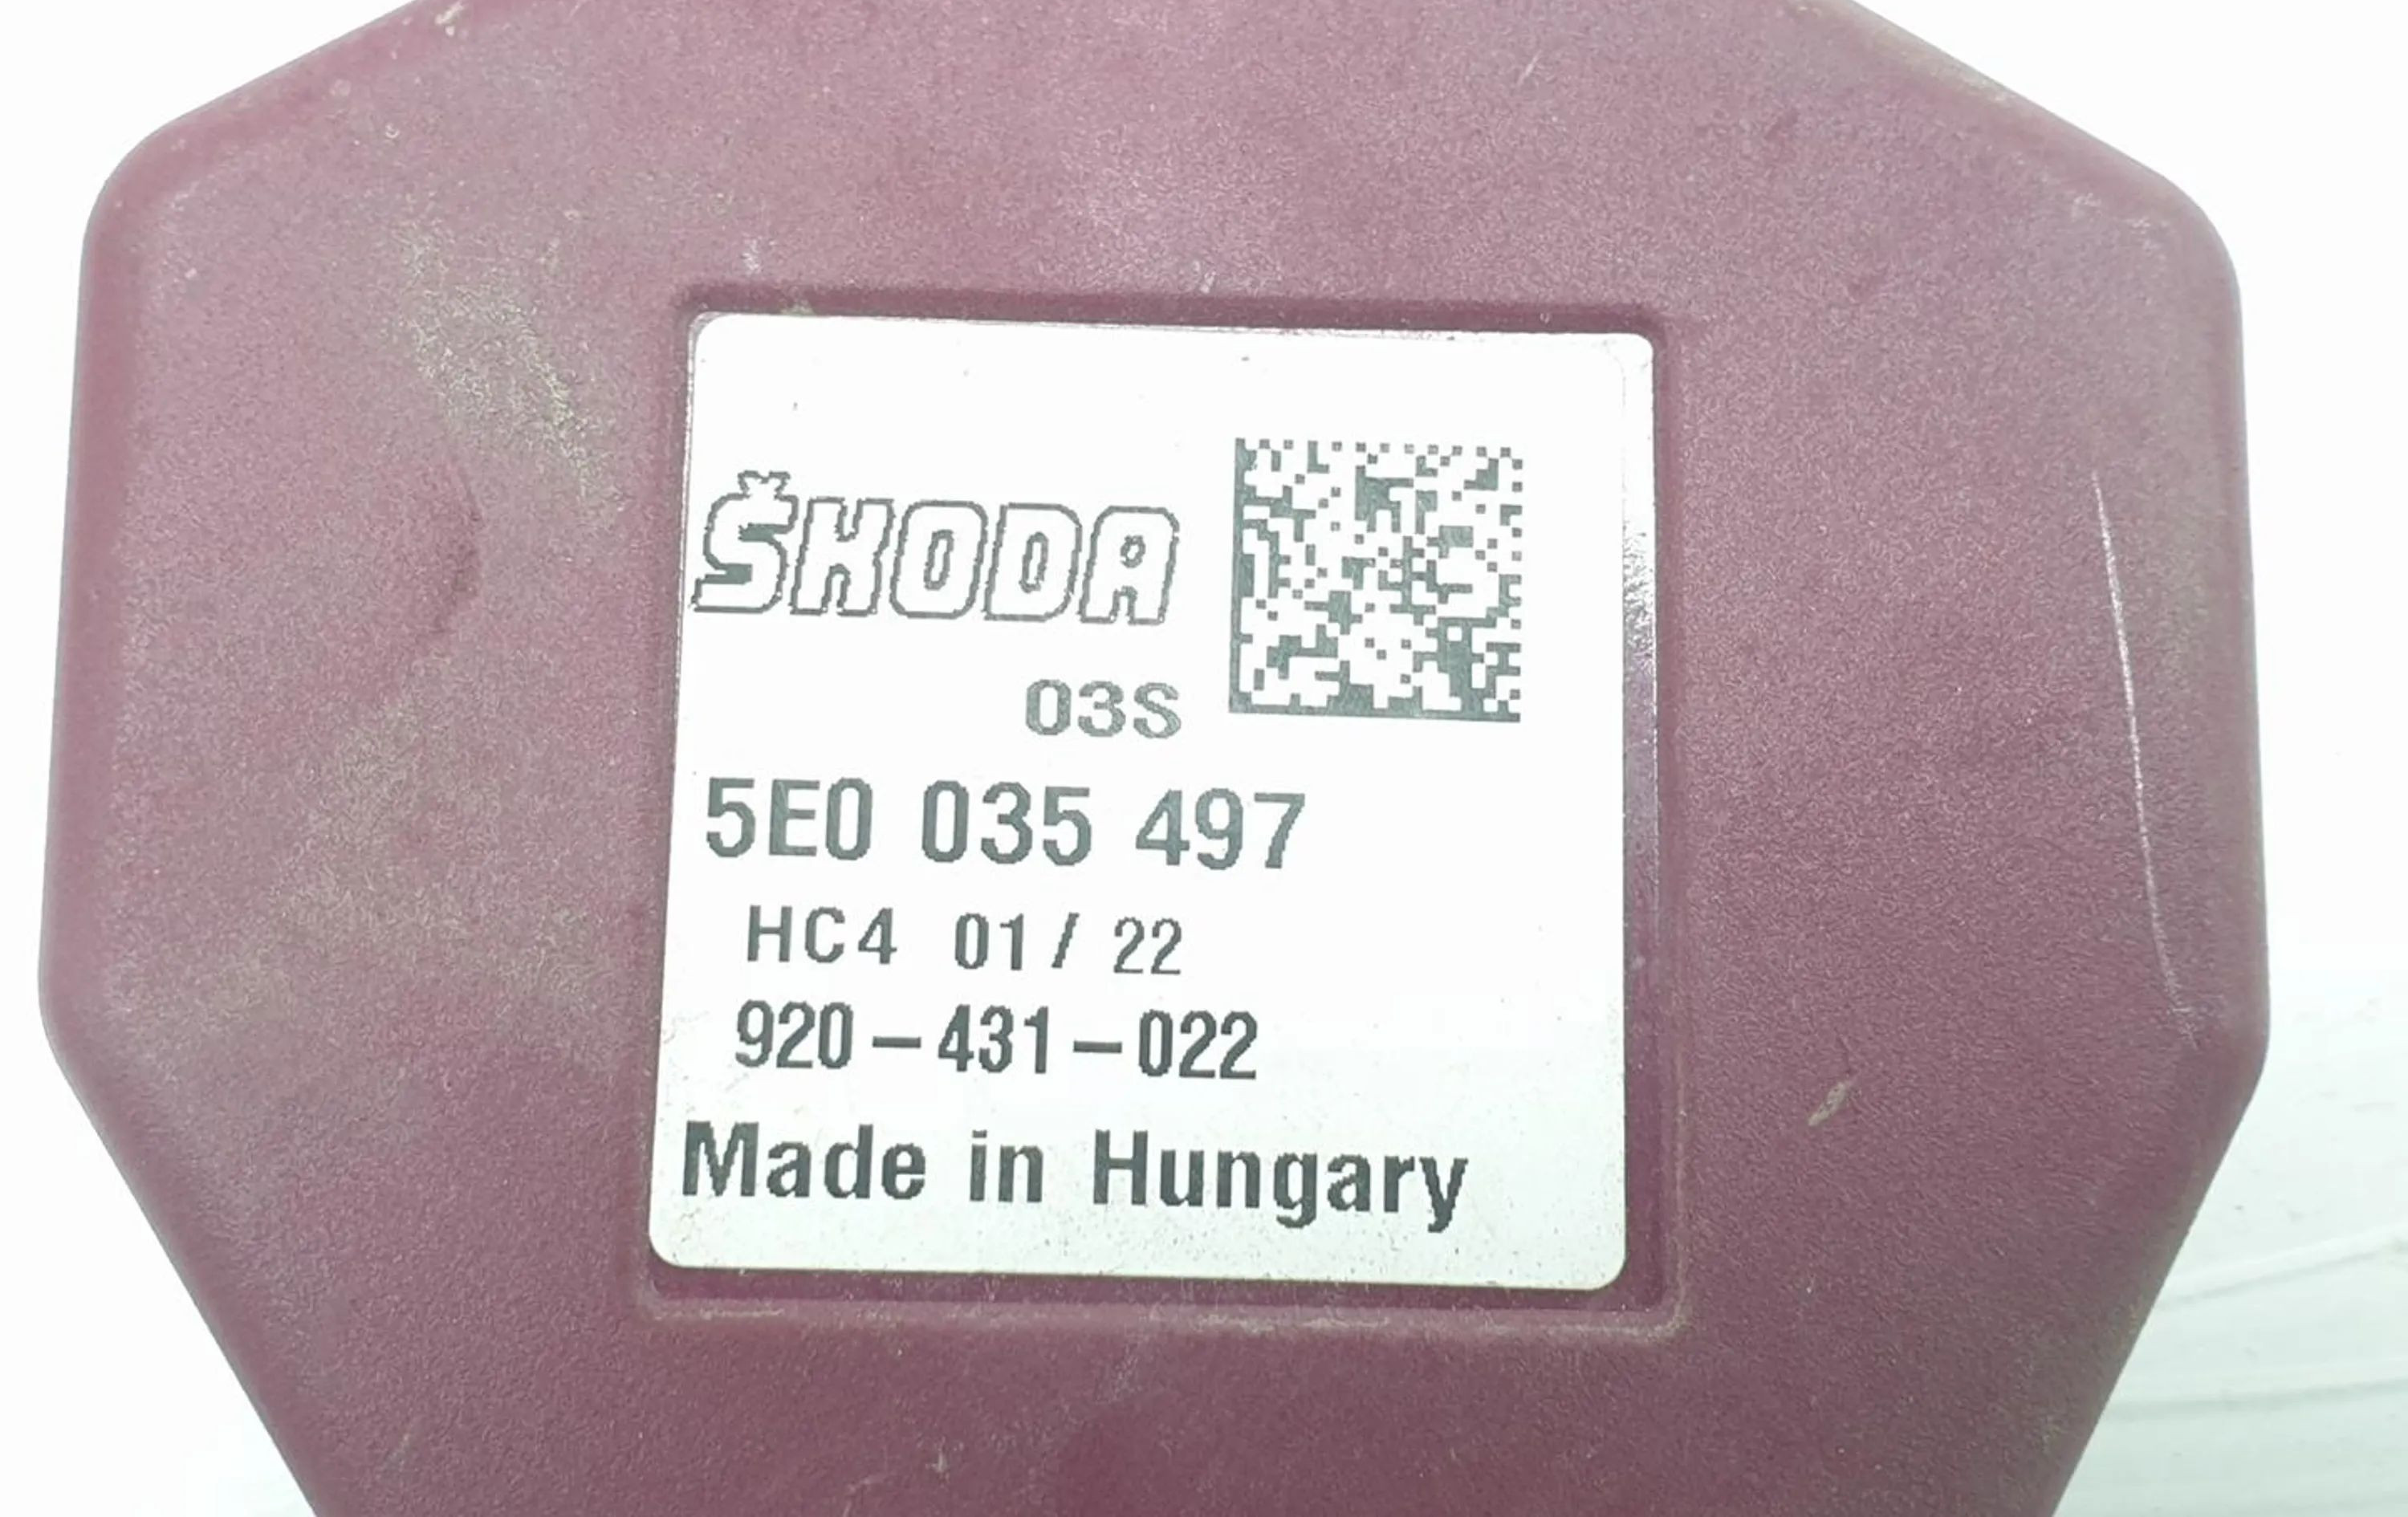 ŠKODA
03S
5E0 035 497
HC4 01/ 22
920-431-022
Made in Hungary